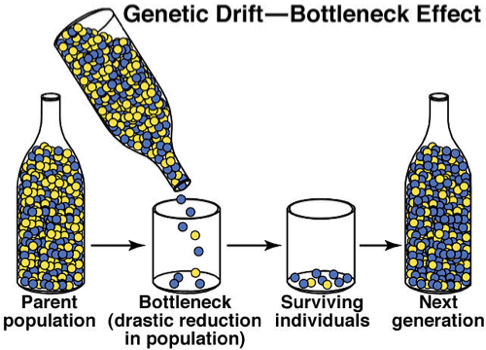 Genetic Drift—Bottleneck Effect
Parent
population
Bottleneck
(drastic reduction
in population)
Surviving
individuals
Next
generation